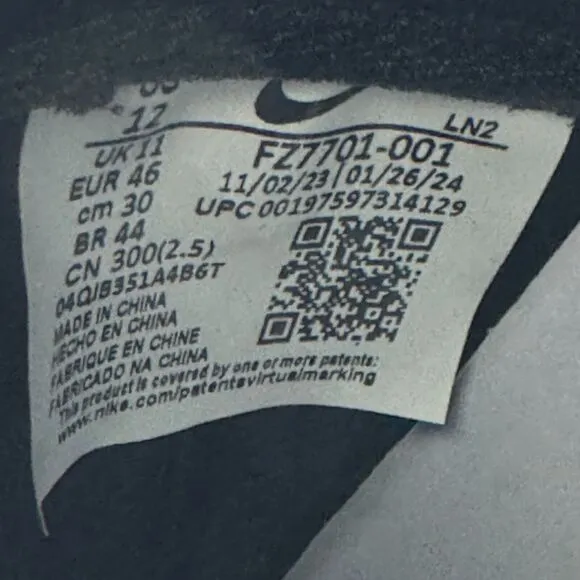 12
LN2
UK 11
FZ7701-001
EUR 46
11/02/23 | 01/26/24
cm 30
UPC 00197597314129
BR 44
CN 300(2.5)
04QJB351A4B6T
MADE IN CHINA
HECHO EN CHINA
FABRIQUE EN CHINE
FABRICADO NA CHINA
This product is covered by one or more patents:
www.nike.com/patentsvirtualmarking